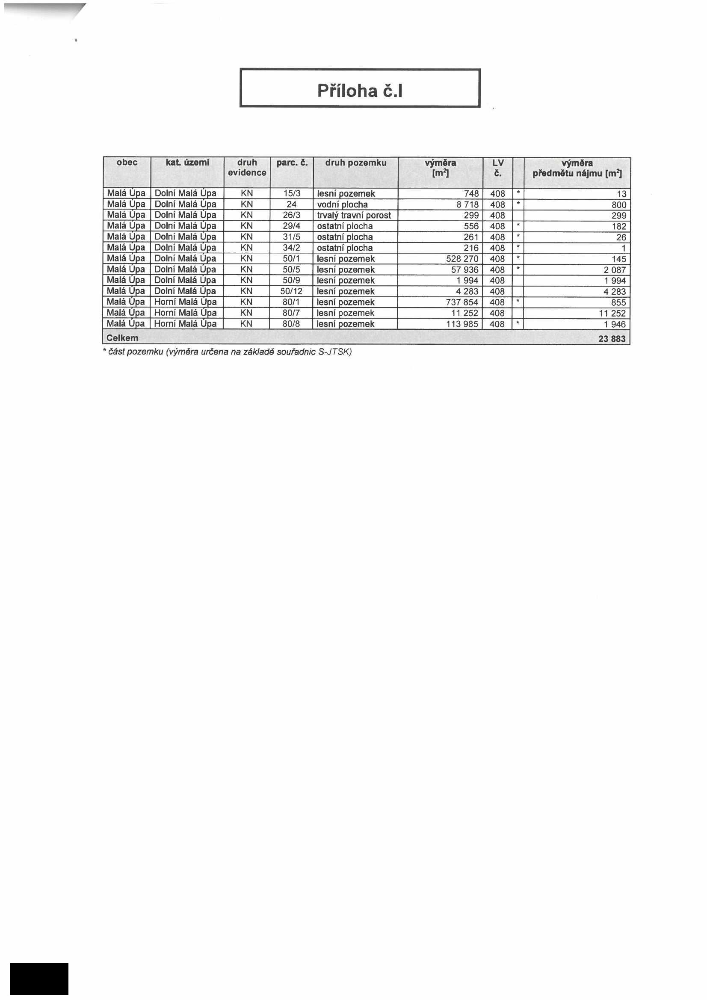 Příloha č.I
obec kat. území druh evidence parc. č. druh pozemku výměra [m²] LV č. výměra předmětu nájmu [m²]
Malá Úpa Dolní Malá Úpa KN 15/3 lesní pozemek 748 408 * 13
Malá Úpa Dolní Malá Úpa KN 24 vodní plocha 8 718 408 * 800
Malá Úpa Dolní Malá Úpa KN 26/3 trvalý travní porost 299 408 299
Malá Úpa Dolní Malá Úpa KN 29/4 ostatní plocha 556 408 * 182
Malá Úpa Dolní Malá Úpa KN 31/5 ostatní plocha 261 408 * 26
Malá Úpa Dolní Malá Úpa KN 34/2 ostatní plocha 216 408 * 1
Malá Úpa Dolní Malá Úpa KN 50/1 lesní pozemek 528 270 408 * 145
Malá Úpa Dolní Malá Úpa KN 50/5 lesní pozemek 57 936 408 * 2 087
Malá Úpa Dolní Malá Úpa KN 50/9 lesní pozemek 1 994 408 1 994
Malá Úpa Dolní Malá Úpa KN 50/12 lesní pozemek 4 283 408 4 283
Malá Úpa Horní Malá Úpa KN 80/1 lesní pozemek 737 854 408 * 855
Malá Úpa Horní Malá Úpa KN 80/7 lesní pozemek 11 252 408 11 252
Malá Úpa Horní Malá Úpa KN 80/8 lesní pozemek 113 985 408 * 1 946
Celkem 23 883
* část pozemku (výměra určena na základě souřadnic S-JTSK)